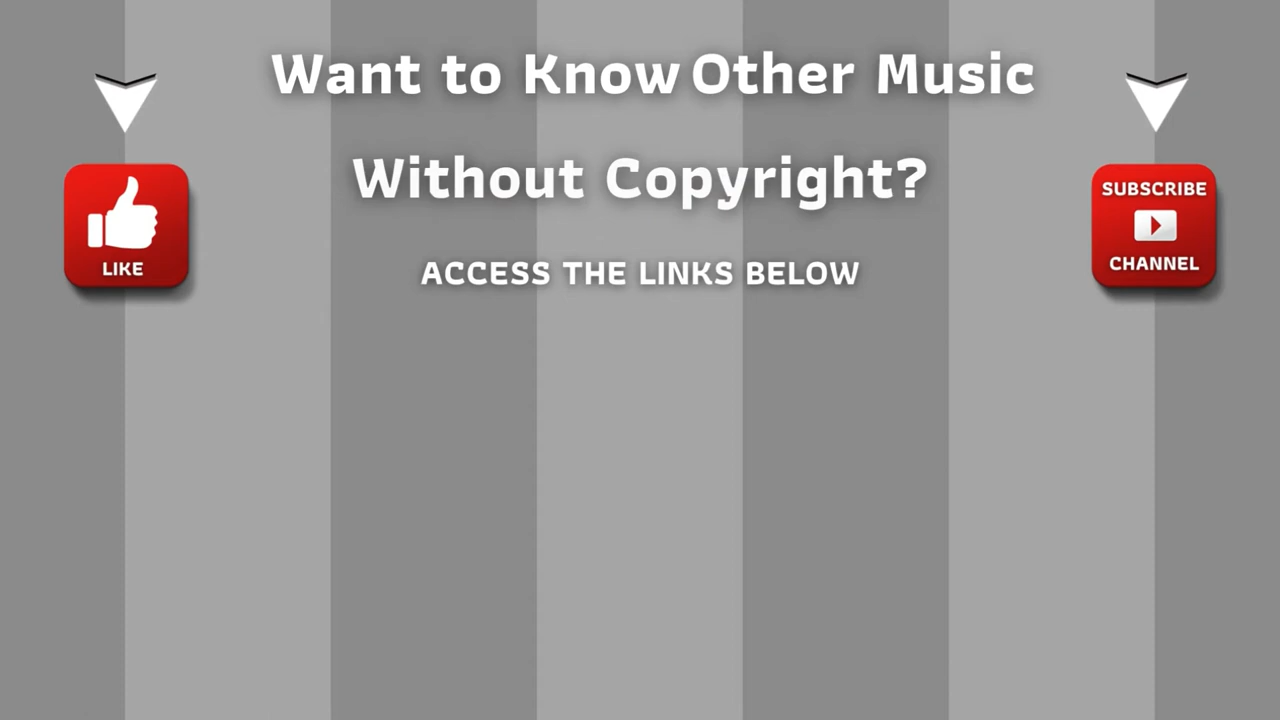 Want to Know Other Music
Without Copyright?
ACCESS THE LINKS BELOW
LIKE
SUBSCRIBE
CHANNEL